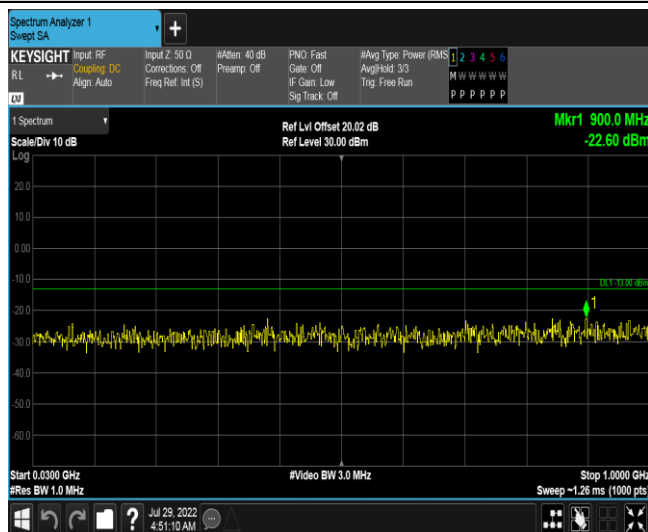 Spectrum Analyzer 1
Swept SA
+
KEYSIGHT Input: RF Input Z: 50 Ω #Atten: 40 dB PNO: Fast #Avg Type: Power (RMS 1 2 3 4 5 6
RL Coupling: DC Corrections: Off Preamp: Off Gate: Off Avg|Hold: 3/3 M W W W W W
Align: Auto Freq Ref: Int (S) IF Gain: Low Trig: Free Run
LXI Sig Track: Off P P P P P P
1 Spectrum Ref Lvl Offset 20.02 dB Mkr1 900.0 MHz
Scale/Div 10 dB Ref Level 30.00 dBm -22.60 dBm
Log
20.0
10.0
0.00
-10.0 DL1 -13.00 dBm
-20.0 1
-30.0
-40.0
-50.0
-60.0
Start 0.0300 GHz #Video BW 3.0 MHz Stop 1.0000 GHz
#Res BW 1.0 MHz Sweep ~1.26 ms (1000 pts)
? Jul 29, 2022
4:51:10 AM